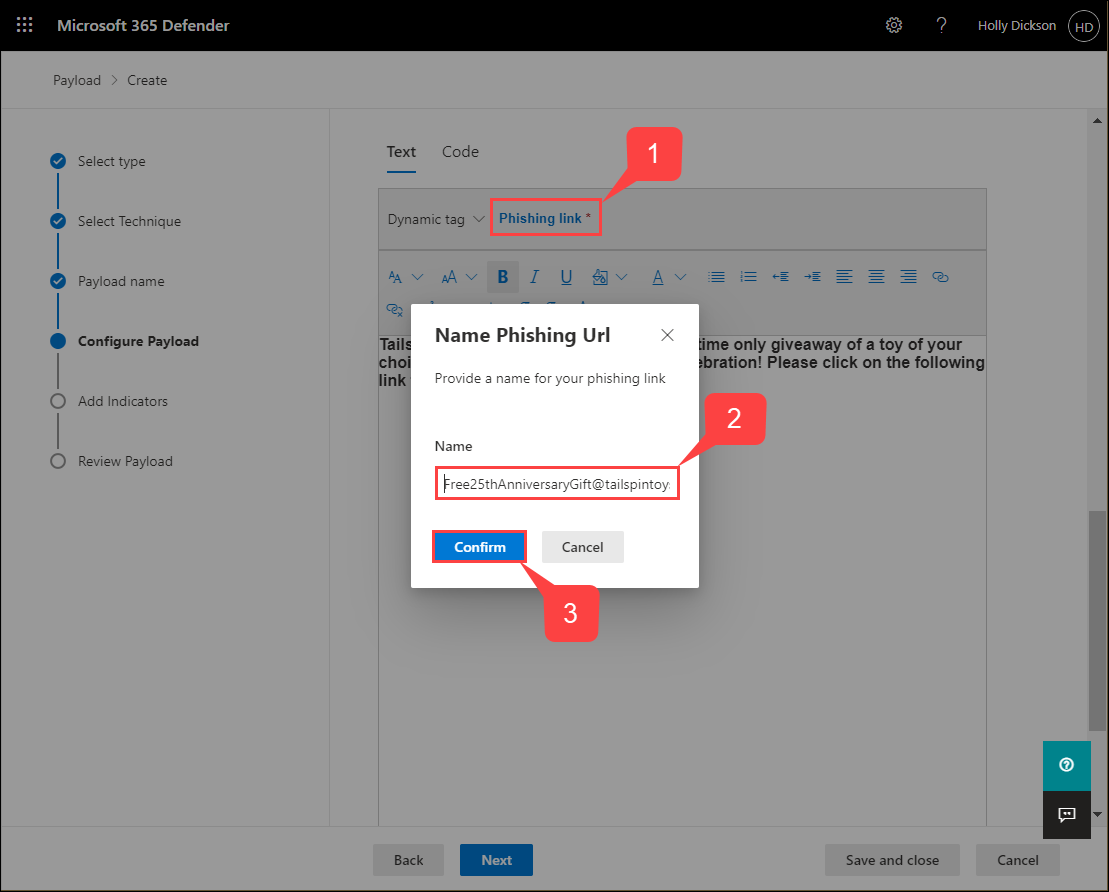 Microsoft 365 Defender
? Holly Dickson HD
Payload > Create
Select type
Select Technique
Payload name
Configure Payload
Add Indicators
Review Payload
Text Code
1
Dynamic tag Phishing link *
B I U A
Name Phishing Url
Provide a name for your phishing link
Tails time only giveaway of a toy of your
choi ebration! Please click on the following
link
2
Name
Free25thAnniversaryGift@tailspintoy
Confirm Cancel
3
Back Next Save and close Cancel